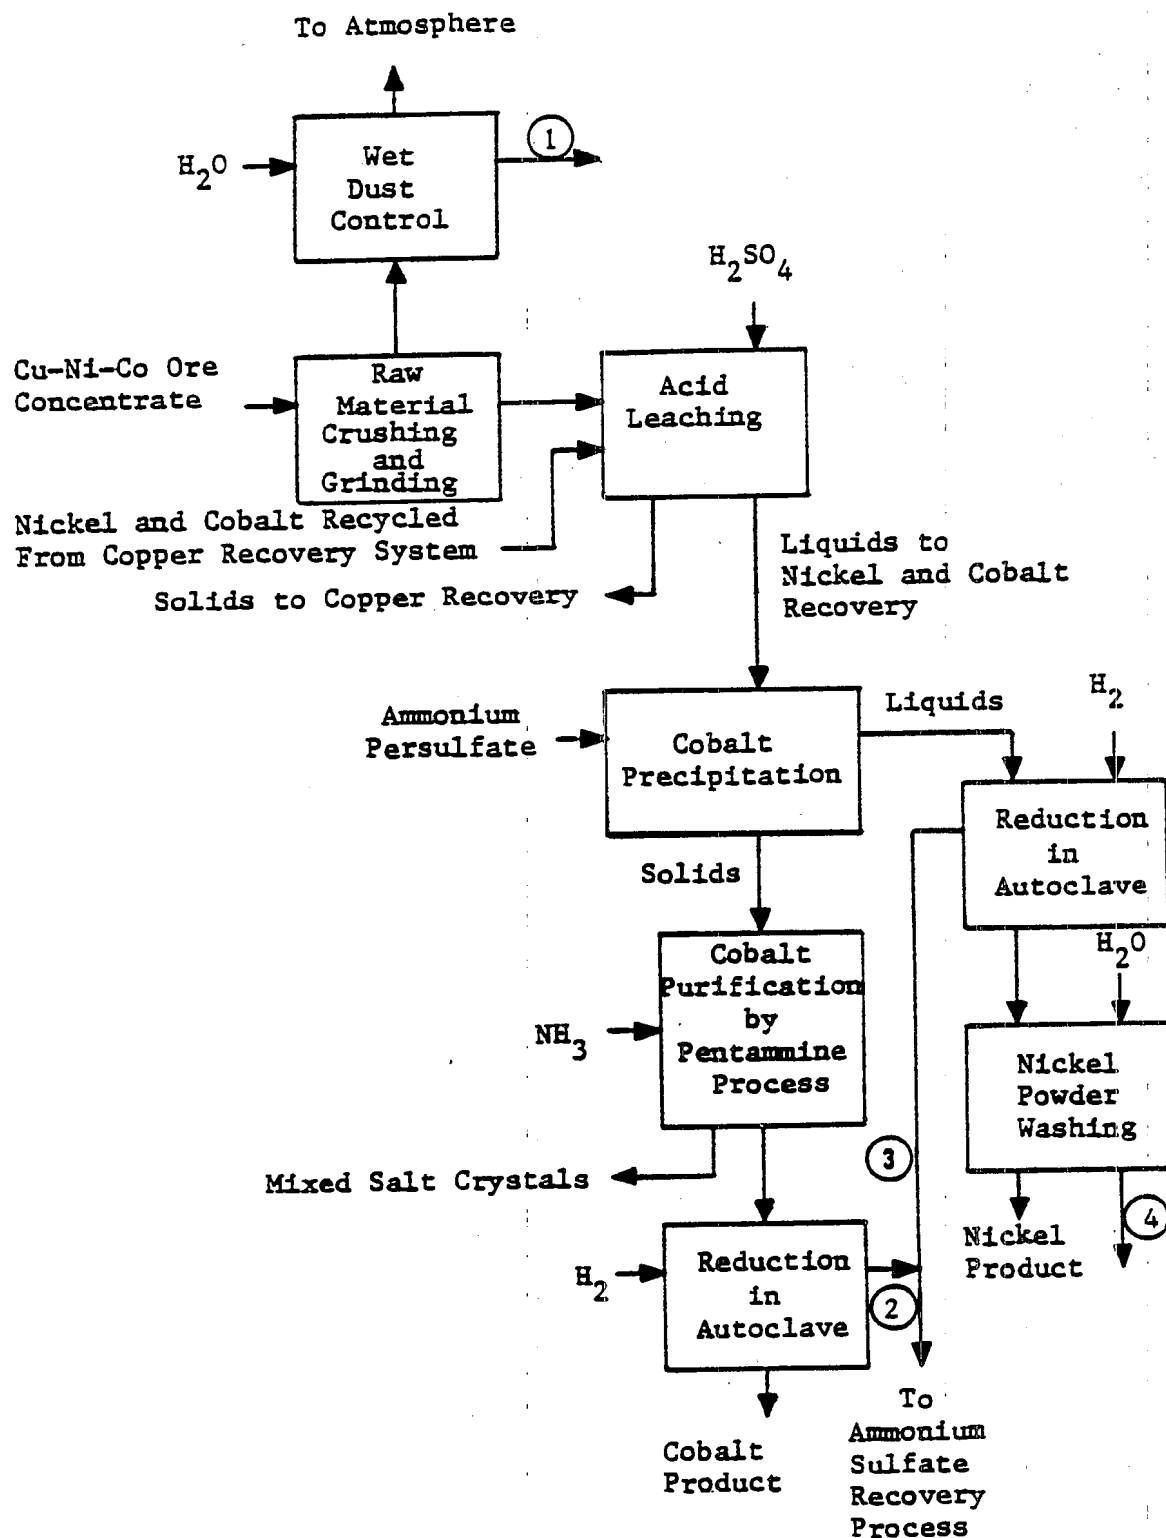 To Atmosphere
1
H2O
Wet
Dust
Control
H2SO4
Cu-Ni-Co Ore
Concentrate
Raw
Material
Crushing
and
Grinding
Acid
Leaching
Nickel and Cobalt Recycled
From Copper Recovery System
Solids to Copper Recovery
Liquids to
Nickel and Cobalt
Recovery
Ammonium
Persulfate
Cobalt
Precipitation
Liquids
H2
Reduction
in
Autoclave
Solids
H2O
Cobalt
Purification
by
Pentammine
Process
NH3
Nickel
Powder
Washing
3
Mixed Salt Crystals
4
Nickel
Product
H2
Reduction
in
Autoclave
2
To
Ammonium
Sulfate
Recovery
Process
Cobalt
Product